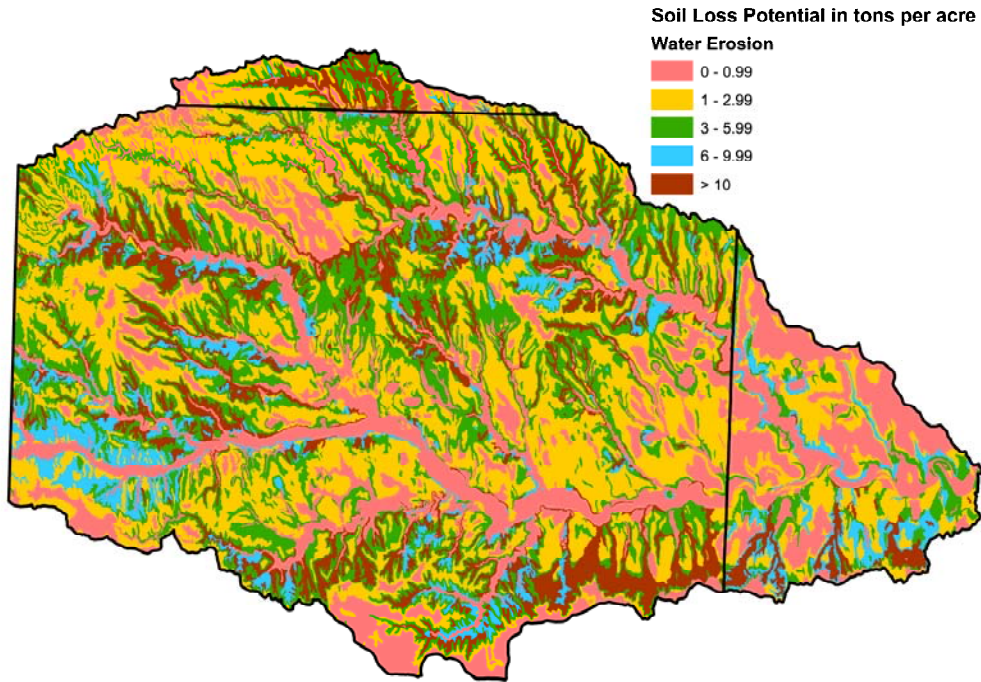 Soil Loss Potential in tons per acre
Water Erosion
0 - 0.99
1 - 2.99
3 - 5.99
6 - 9.99
> 10